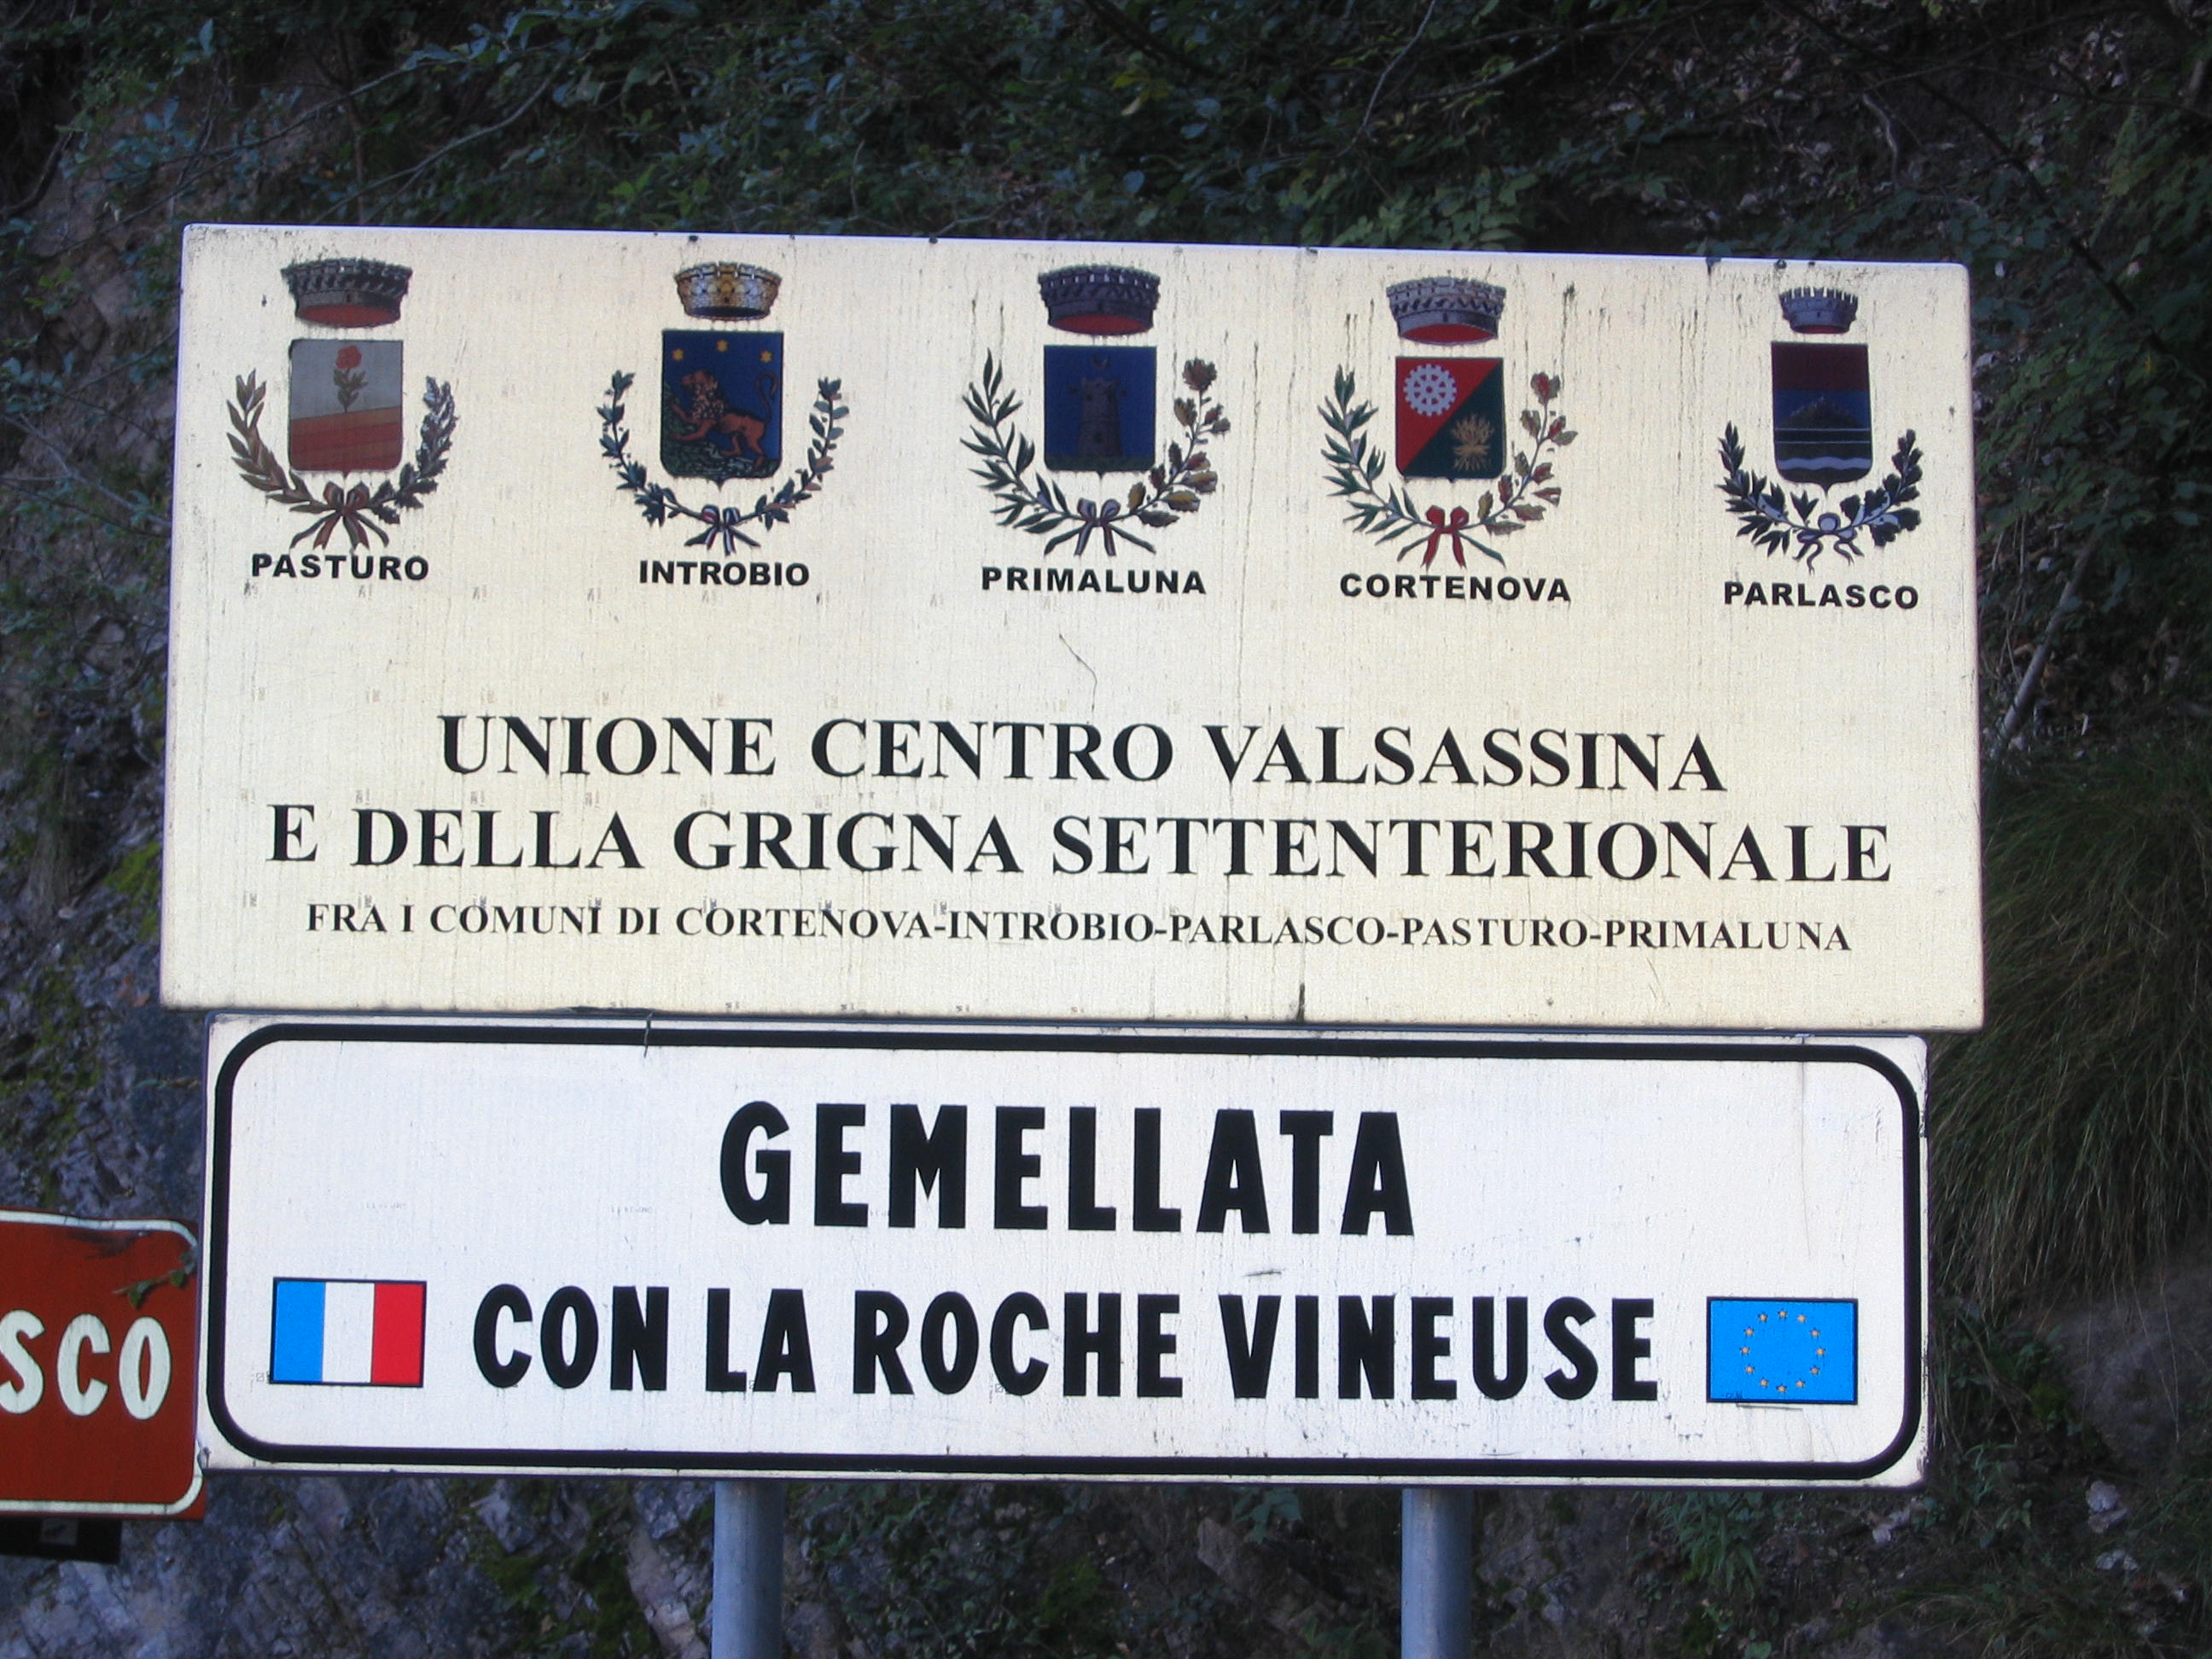 PASTURO
INTROBIO
PRIMALUNA
CORTENOVA
PARLASCO
UNIONE CENTRO VALSASSINA
E DELLA GRIGNA SETTENTERIONALE
FRA I COMUNI DI CORTENOVA-INTROBIO-PARLASCO-PASTURO-PRIMALUNA
GEMELLATA
CON LA ROCHE VINEUSE
SCO